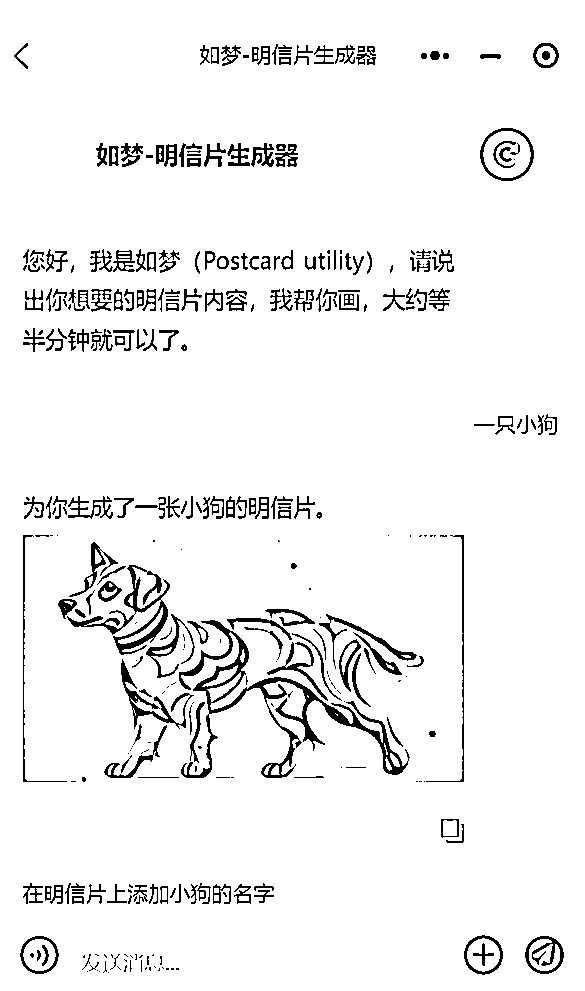 如梦-明信片生成器
如梦-明信片生成器
您好，我是如梦（Postcard utility），请说
出你想要的明信片内容，我帮你画，大约等
半分钟就可以了。
一只小狗
为你生成了一张小狗的明信片。
在明信片上添加小狗的名字
发送消息...